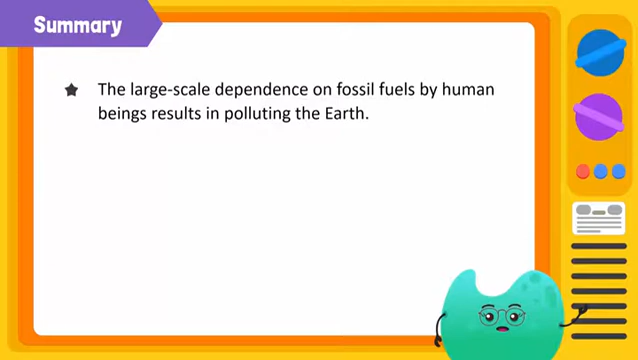 Summary
The large-scale dependence on fossil fuels by human
beings results in polluting the Earth.